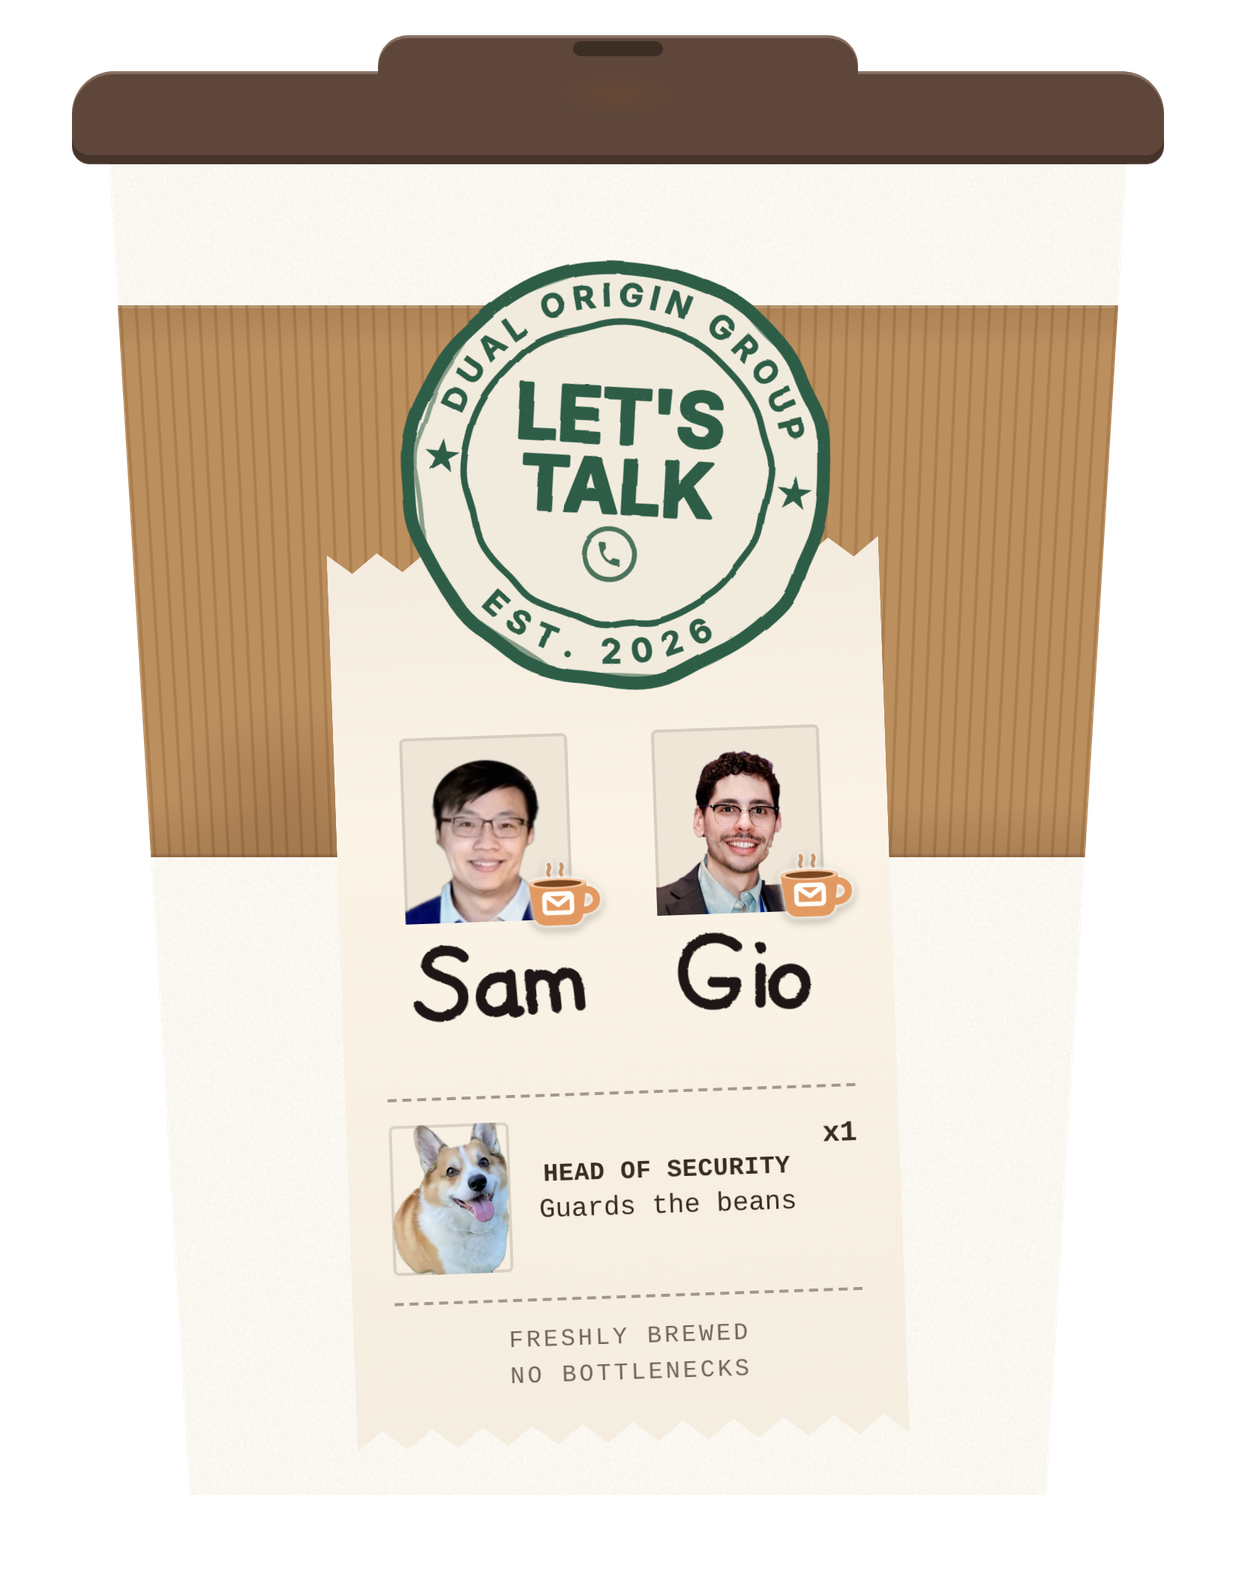 DUAL ORIGIN GROUP
LET'S
TALK
EST. 2026
Sam
Gio
x1
HEAD OF SECURITY
Guards the beans
FRESHLY BREWED
NO BOTTLENECKS